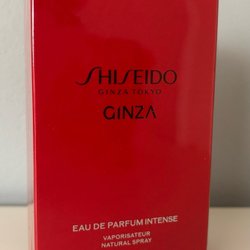 SHISEIDO
GINZA TOKYO
GINZA
EAU DE PARFUM INTENSE
VAPORISATEUR
NATURAL SPRAY